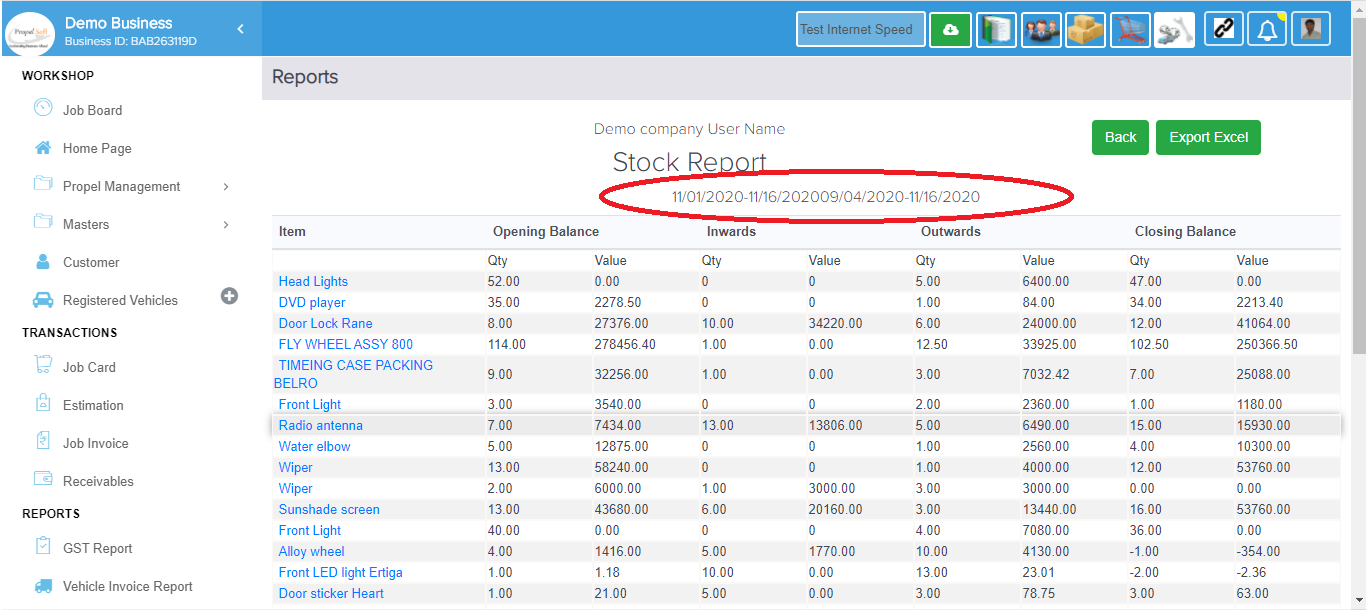 Propel Soft
Demo Business
Business ID: BAB263119D
Test Internet Speed
WORKSHOP
Job Board
Home Page
Propel Management
Masters
Customer
Registered Vehicles
TRANSACTIONS
Job Card
Estimation
Job Invoice
Receivables
REPORTS
GST Report
Vehicle Invoice Report
Reports
Demo company User Name
Back Export Excel
Stock Report
11/01/2020-11/16/202009/04/2020-11/16/2020
Item Opening Balance Inwards Outwards Closing Balance
Qty Value Qty Value Qty Value Qty Value
Head Lights 52.00 0.00 0 0 5.00 6400.00 47.00 0.00
DVD player 35.00 2278.50 0 0 1.00 84.00 34.00 2213.40
Door Lock Rane 8.00 27376.00 10.00 34220.00 6.00 24000.00 12.00 41064.00
FLY WHEEL ASSY 800 114.00 278456.40 1.00 0.00 12.50 33925.00 102.50 250366.50
TIMEING CASE PACKING
BELRO 9.00 32256.00 1.00 0.00 3.00 7032.42 7.00 25088.00
Front Light 3.00 3540.00 0 0 2.00 2360.00 1.00 1180.00
Radio antenna 7.00 7434.00 13.00 13806.00 5.00 6490.00 15.00 15930.00
Water elbow 5.00 12875.00 0 0 1.00 2560.00 4.00 10300.00
Wiper 13.00 58240.00 0 0 1.00 4000.00 12.00 53760.00
Wiper 2.00 6000.00 1.00 3000.00 3.00 3000.00 0.00 0.00
Sunshade screen 13.00 43680.00 6.00 20160.00 3.00 13440.00 16.00 53760.00
Front Light 40.00 0.00 0 0 4.00 7080.00 36.00 0.00
Alloy wheel 4.00 1416.00 5.00 1770.00 10.00 4130.00 -1.00 -354.00
Front LED light Ertiga 1.00 1.18 10.00 0.00 13.00 23.01 -2.00 -2.36
Door sticker Heart 1.00 21.00 5.00 0.00 3.00 78.75 3.00 63.00